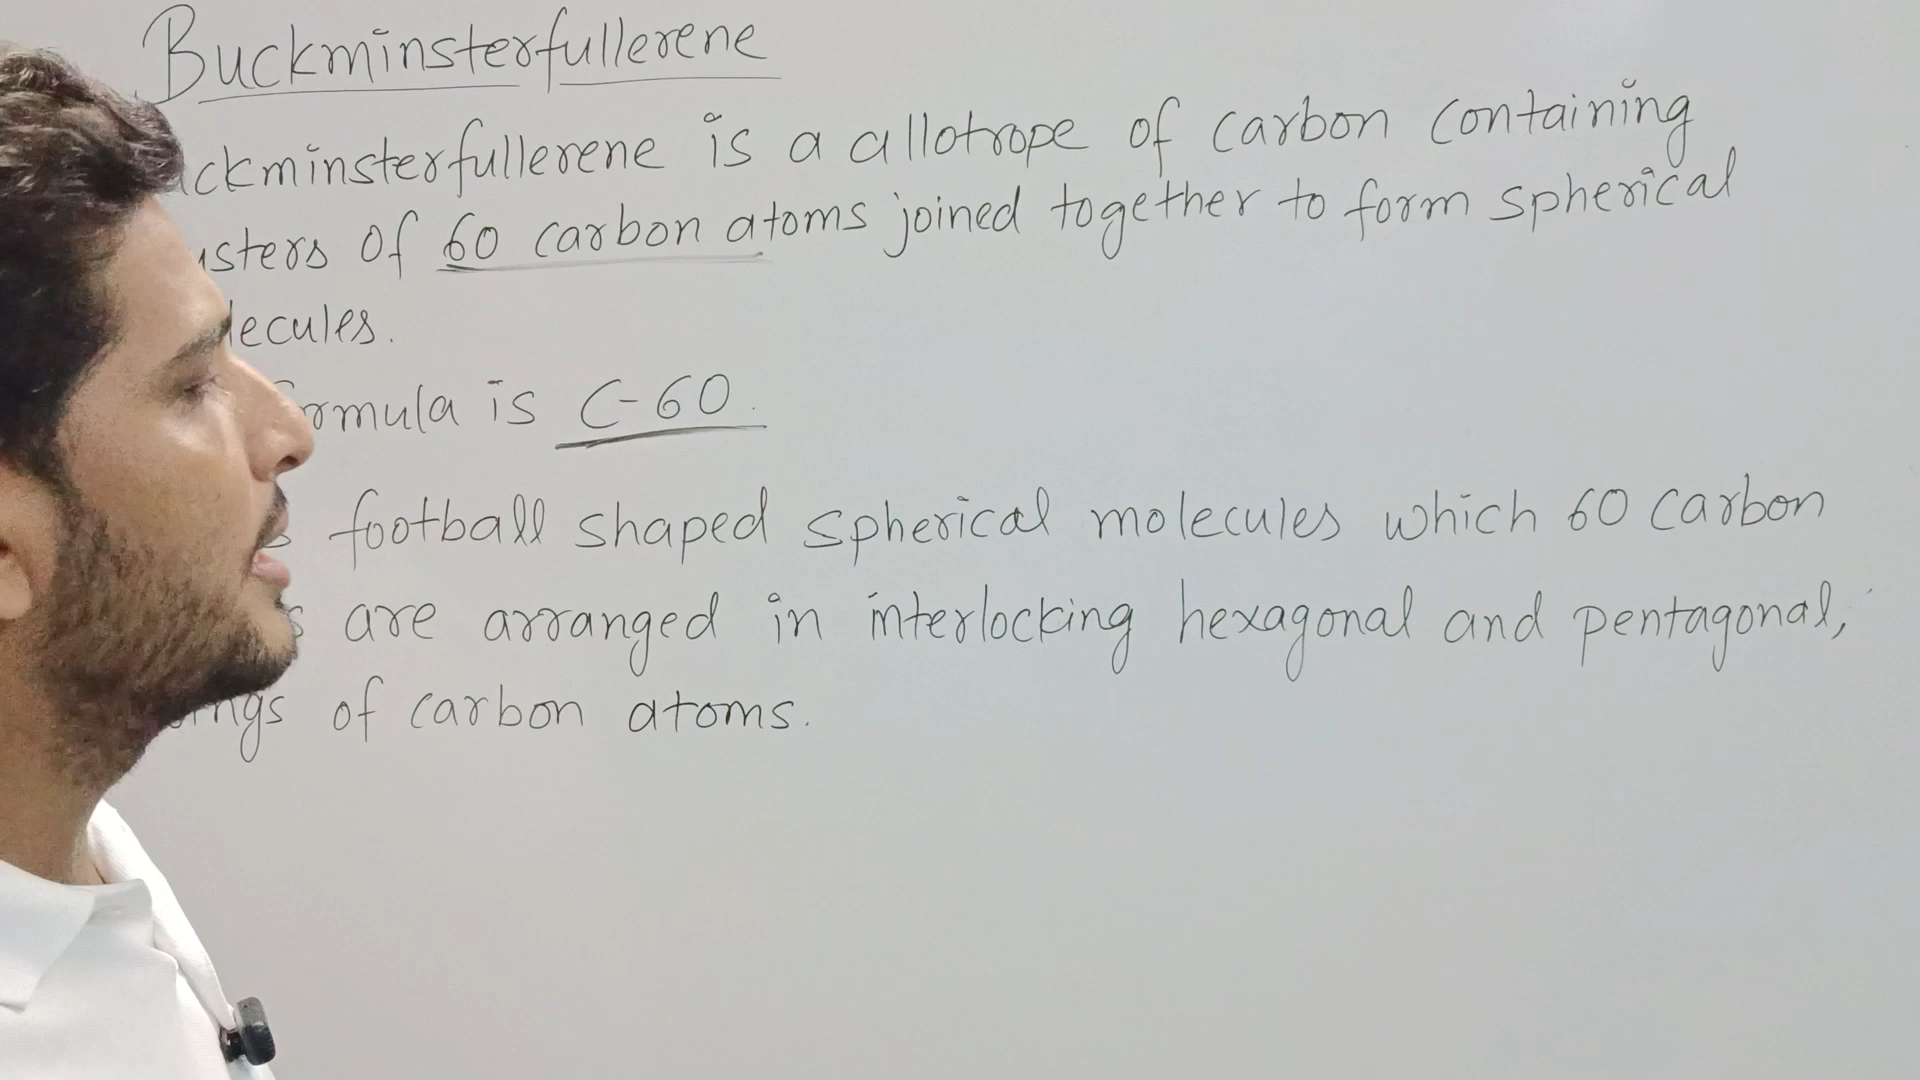 Buckminsterfullerene
ckminsterfullerene is a allotrope of carbon containing
sters of 60 carbon atoms joined together to form spherical
lecules.
rmula is C-60.
football shaped spherical molecules which 60 carbon
s are arranged in interlocking hexagonal and pentagonal,
ings of carbon atoms.